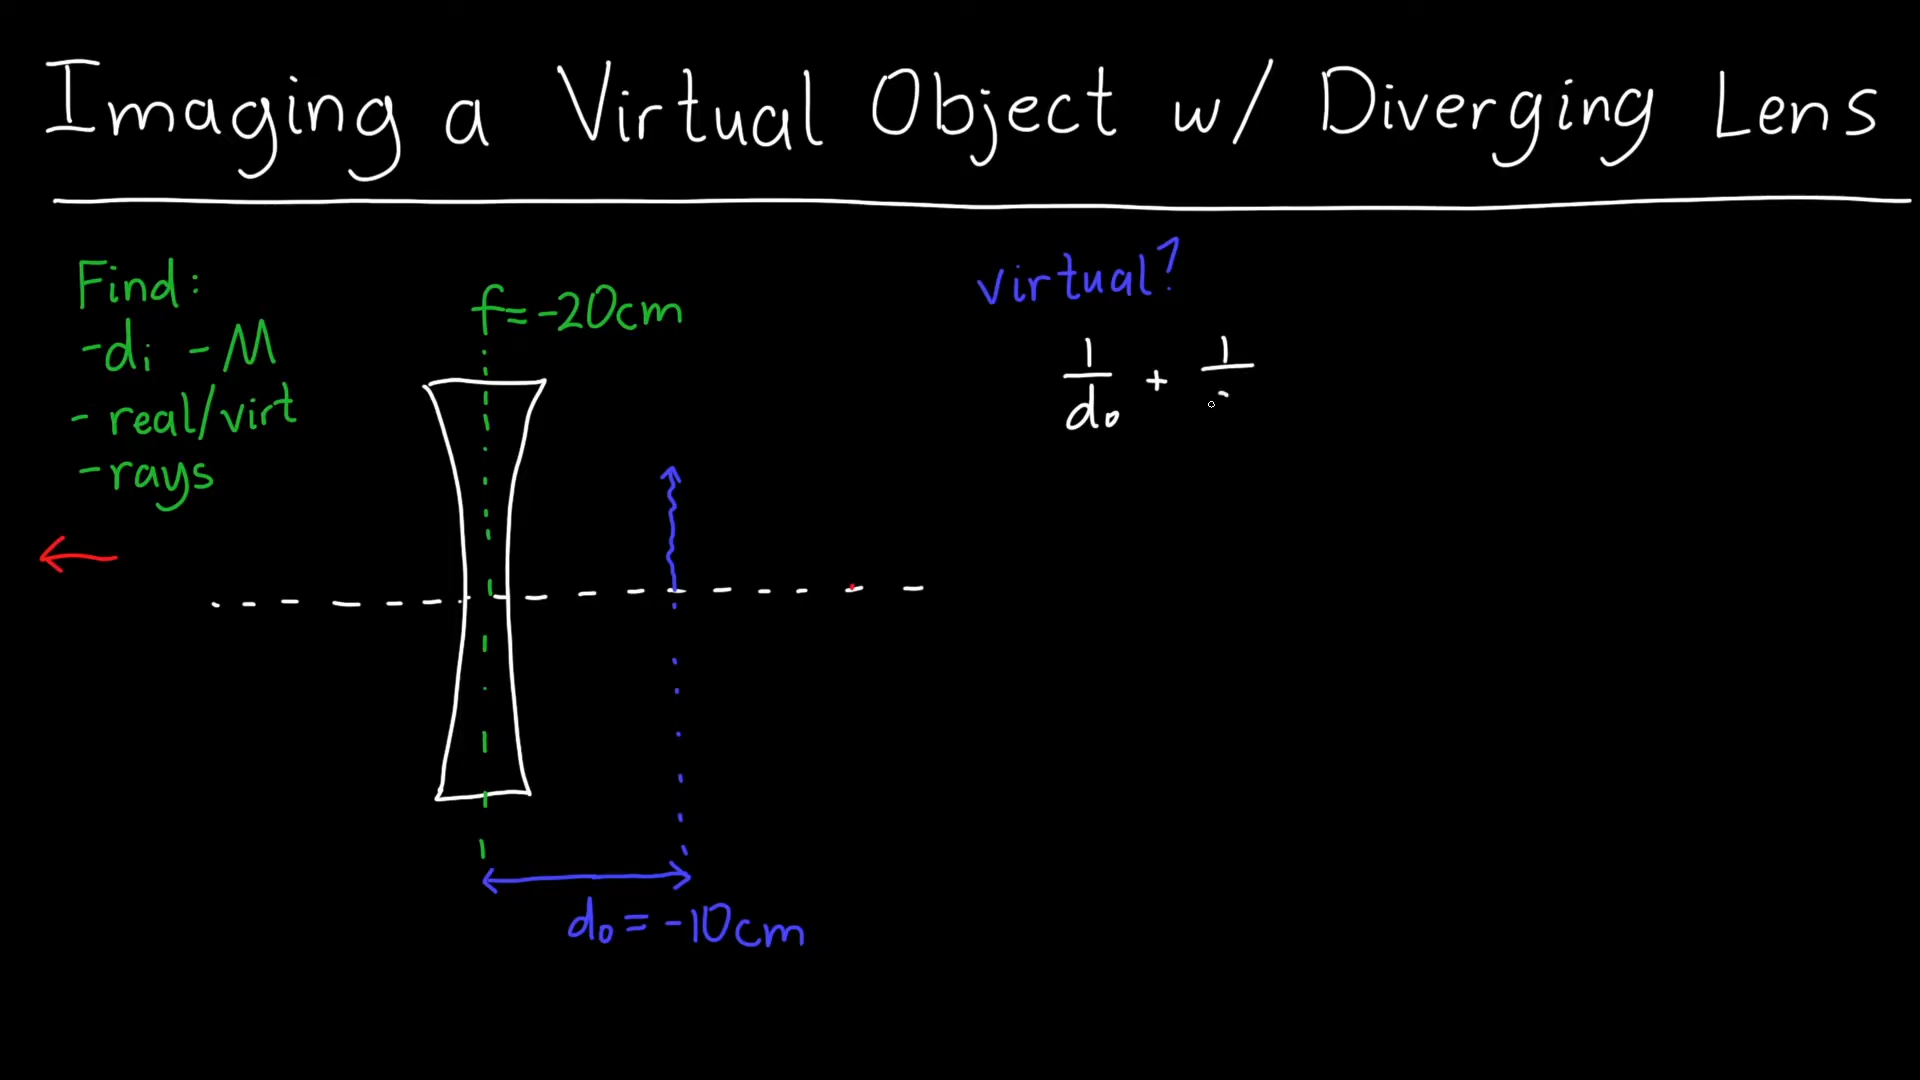 Imaging a Virtual Object w/ Diverging Lens
Find:
-di -M
- real/virt
-rays
f=-20cm
virtual?
1/do + 1/
do = -10cm